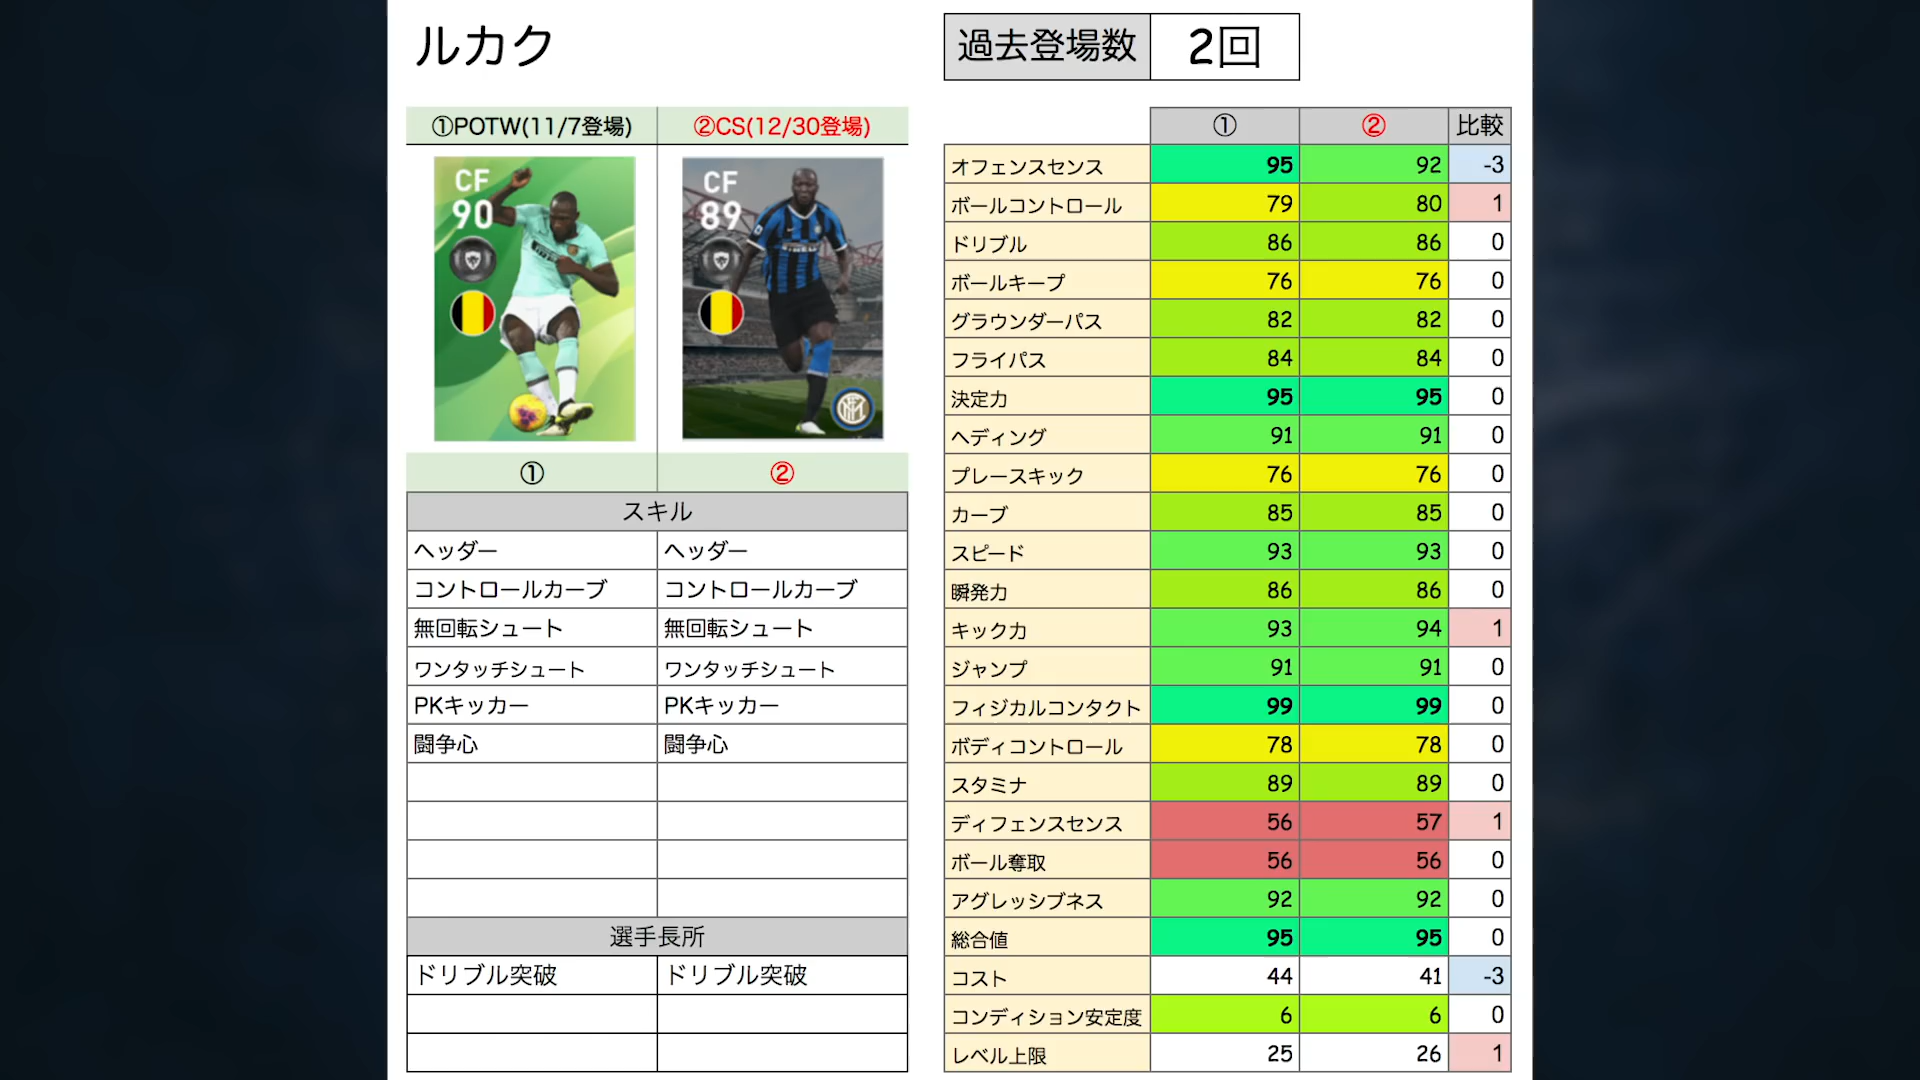 ルカク
過去登場数 2回
①POTW(11/7登場) ②CS(12/30登場)
CF
90
CF
89
① ②
スキル
ヘッダー ヘッダー
コントロールカーブ コントロールカーブ
無回転シュート 無回転シュート
ワンタッチシュート ワンタッチシュート
PKキッカー PKキッカー
闘争心 闘争心
選手長所
ドリブル突破 ドリブル突破
① ② 比較
オフェンスセンス 95 92 -3
ボールコントロール 79 80 1
ドリブル 86 86 0
ボールキープ 76 76 0
グラウンダーパス 82 82 0
フライパス 84 84 0
決定力 95 95 0
ヘディング 91 91 0
プレースキック 76 76 0
カーブ 85 85 0
スピード 93 93 0
瞬発力 86 86 0
キック力 93 94 1
ジャンプ 91 91 0
フィジカルコンタクト 99 99 0
ボディコントロール 78 78 0
スタミナ 89 89 0
ディフェンスセンス 56 57 1
ボール奪取 56 56 0
アグレッシブネス 92 92 0
総合値 95 95 0
コスト 44 41 -3
コンディション安定度 6 6 0
レベル上限 25 26 1